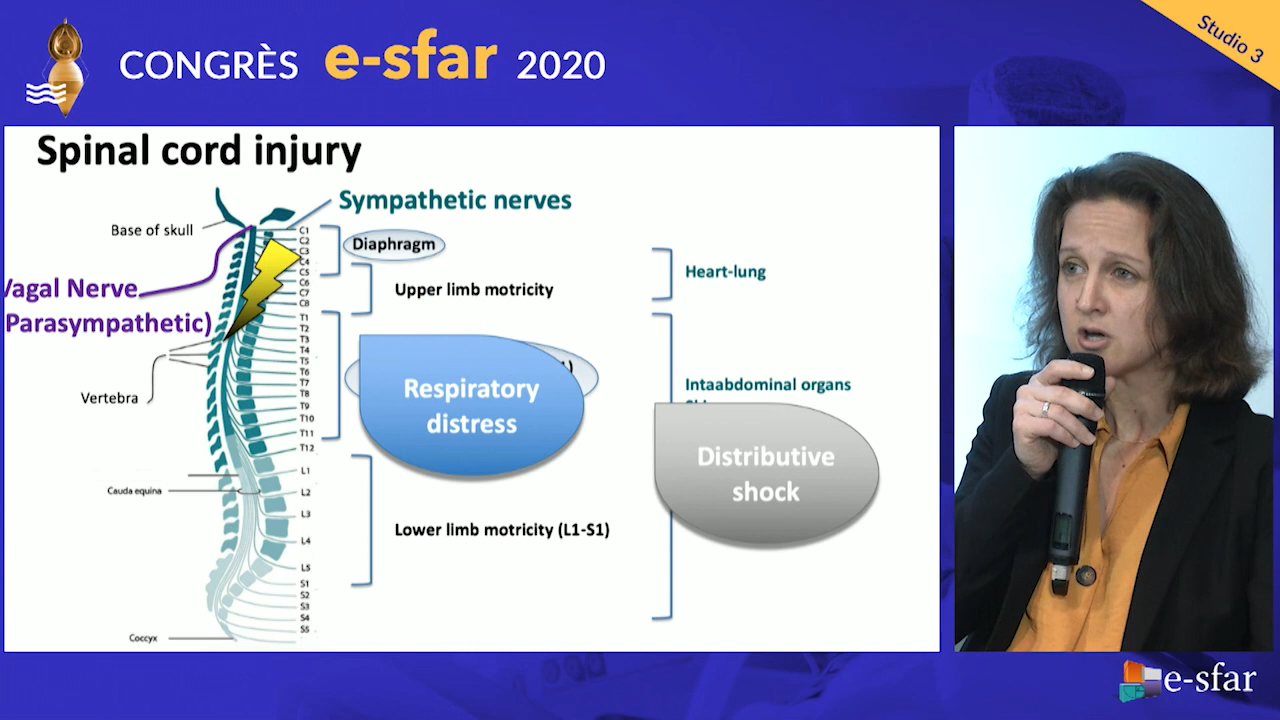 CONGRÈS e-sfar 2020
Studio 3
Spinal cord injury
Sympathetic nerves
Base of skull
Diaphragm
Vagal Nerve
Parasympathetic)
Heart-lung
Upper limb motricity
Vertebra
Respiratory
distress
Intaabdominal organs
Distributive
shock
Cauda equina
Lower limb motricity (L1-S1)
Coccyx
C1
C2
C3
C4
C5
C6
C7
C8
T1
T2
T3
T4
T5
T6
T7
T8
T9
T10
T11
T12
L1
L2
L3
L4
L5
S1
S2
S3
S4
S5
e-sfar